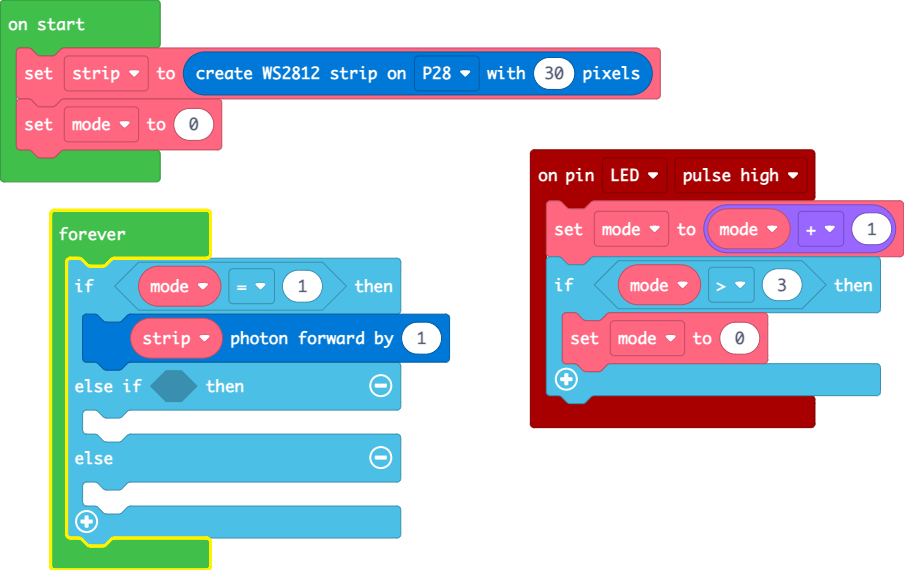 on start
set strip to create WS2812 strip on P28 with 30 pixels
set mode to 0
on pin LED pulse high
set mode to mode + 1
if mode > 3 then
set mode to 0
forever
if mode = 1 then
strip photon forward by 1
else if then
else